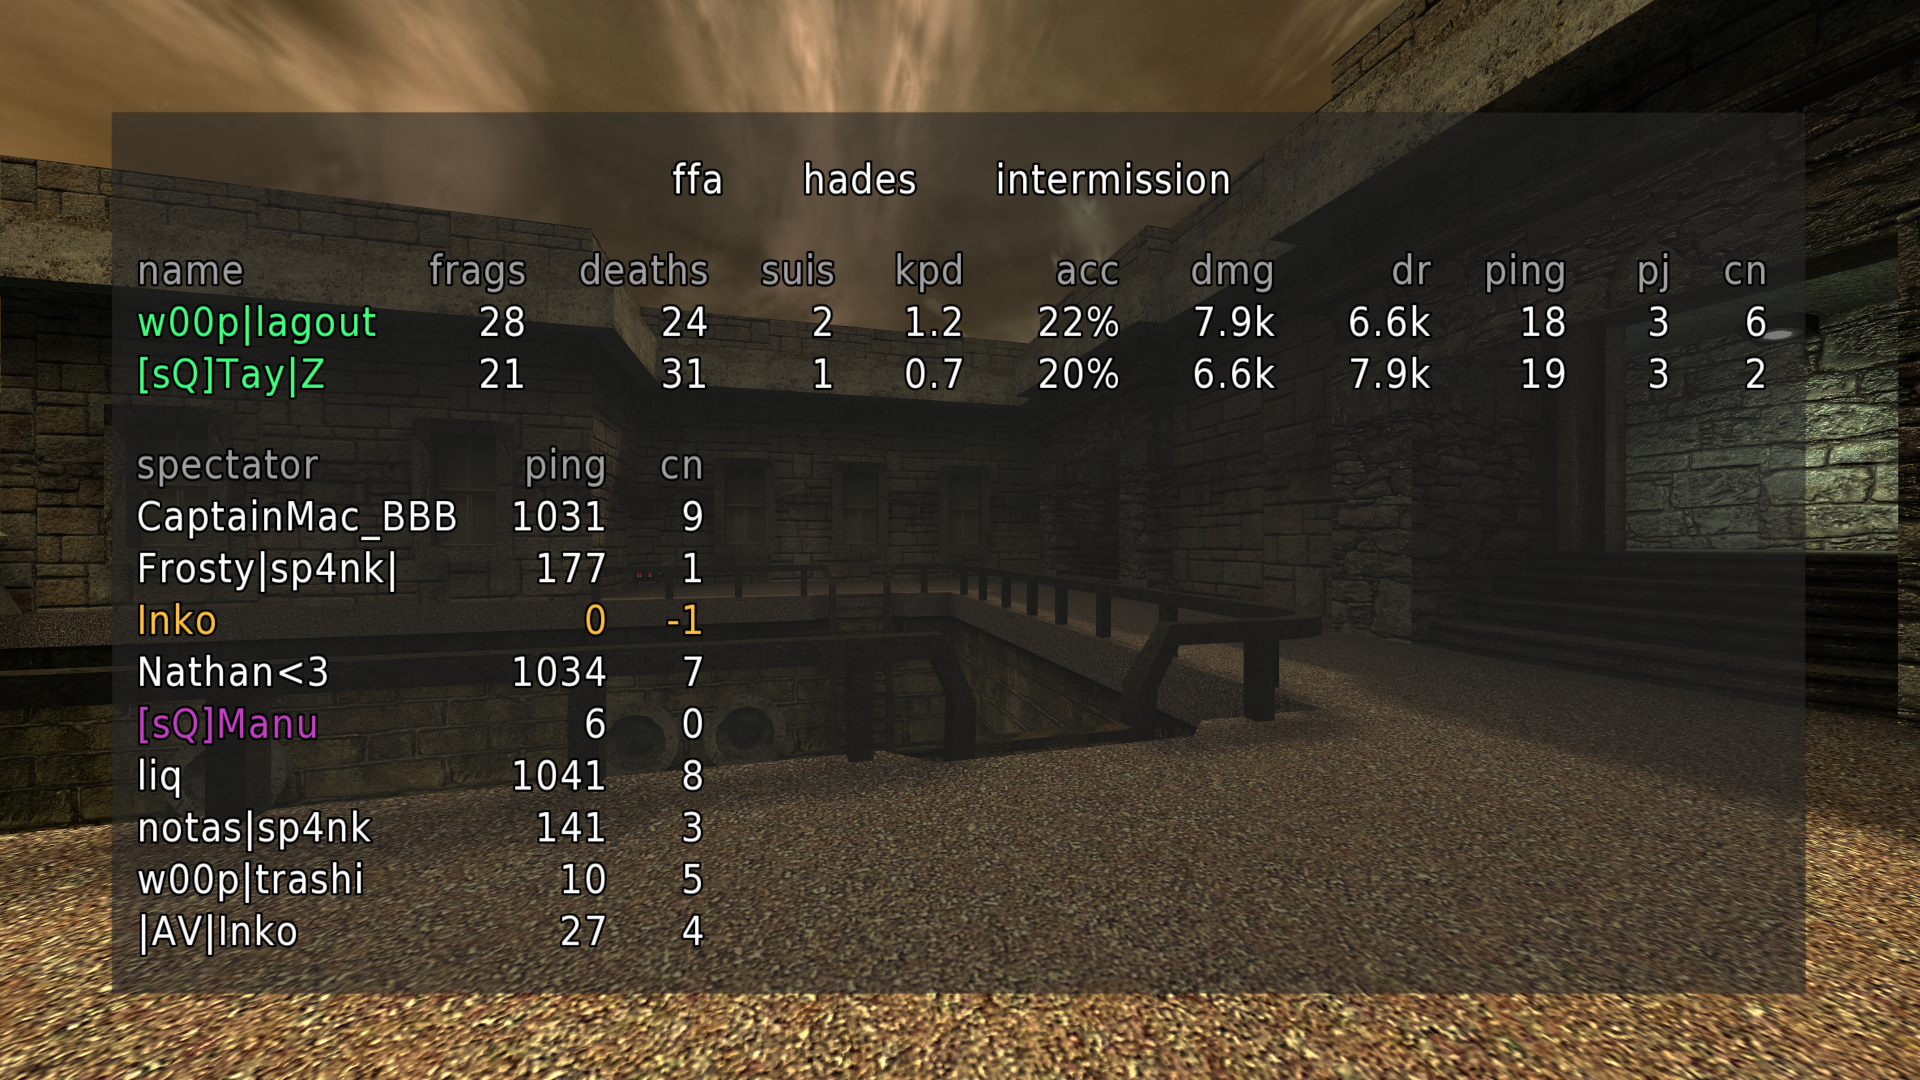 ffa hades intermission
name frags deaths suis kpd acc dmg dr ping pj cn
w00p|lagout 28 24 2 1.2 22% 7.9k 6.6k 18 3 6
[sQ]Tay|Z 21 31 1 0.7 20% 6.6k 7.9k 19 3 2
spectator ping cn
CaptainMac_BBB 1031 9
Frosty|sp4nk| 177 1
Inko 0 -1
Nathan<3 1034 7
[sQ]Manu 6 0
liq 1041 8
notas|sp4nk 141 3
w00p|trashi 10 5
|AV|Inko 27 4